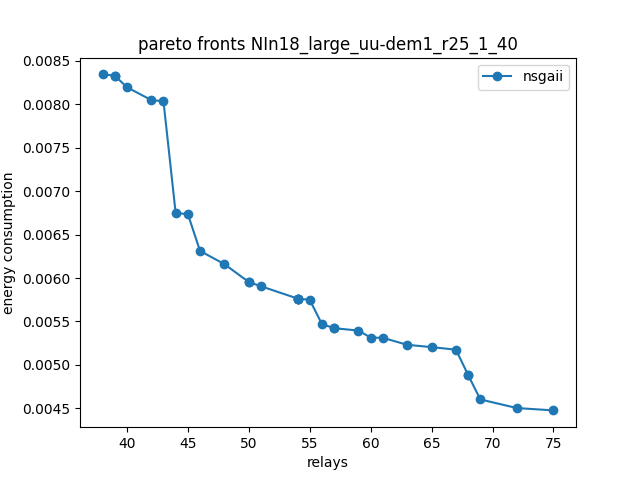 pareto fronts NIn18_large_uu-dem1_r25_1_40
nsgaii
0.0085
0.0080
0.0075
0.0070
0.0065
0.0060
0.0055
0.0050
0.0045
energy consumption
40 45 50 55 60 65 70 75
relays